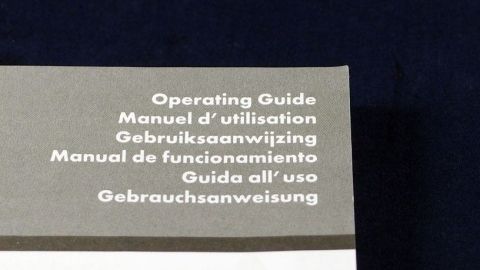 Operating Guide
Manuel d' utilisation
Gebruiksaanwijzing
Manual de funcionamiento
Guida all' uso
Gebrauchsanweisung